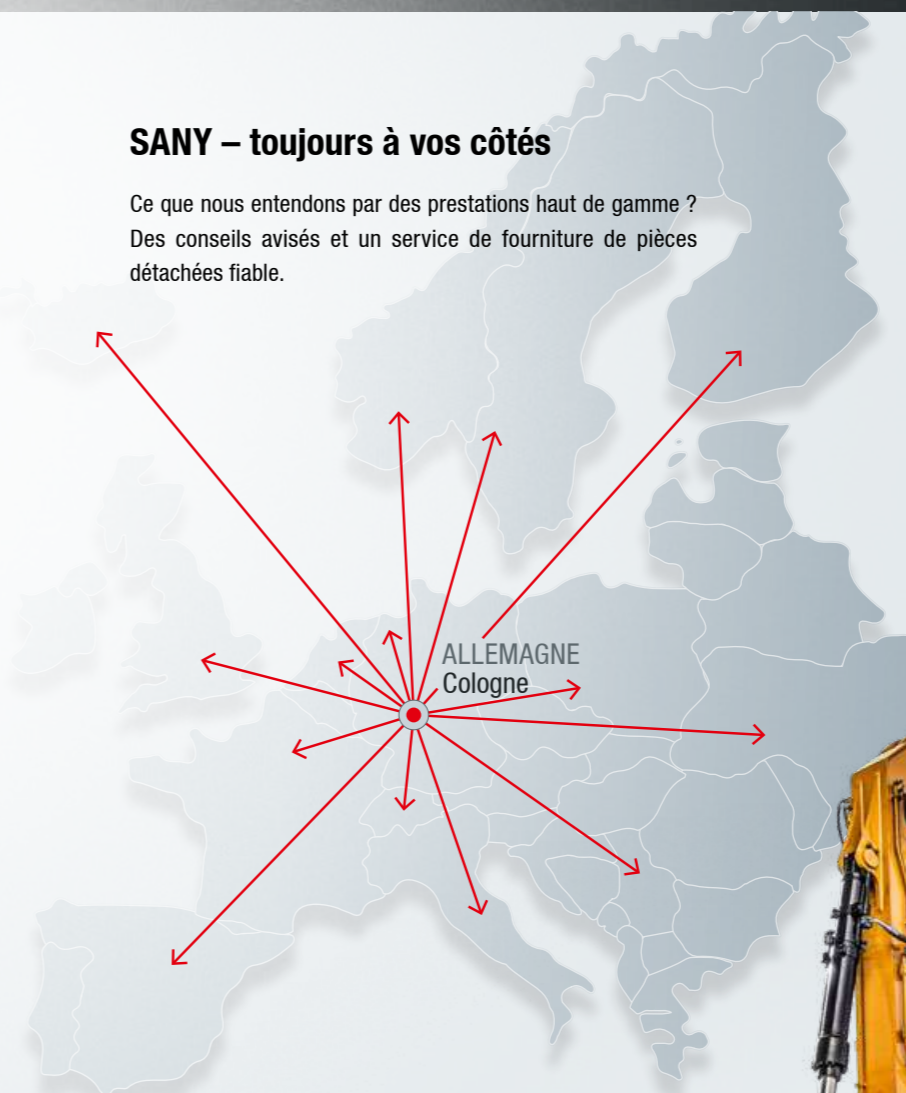 SANY – toujours à vos côtés
Ce que nous entendons par des prestations haut de gamme ?
Des conseils avisés et un service de fourniture de pièces
détachées fiable.
ALLEMAGNE
Cologne